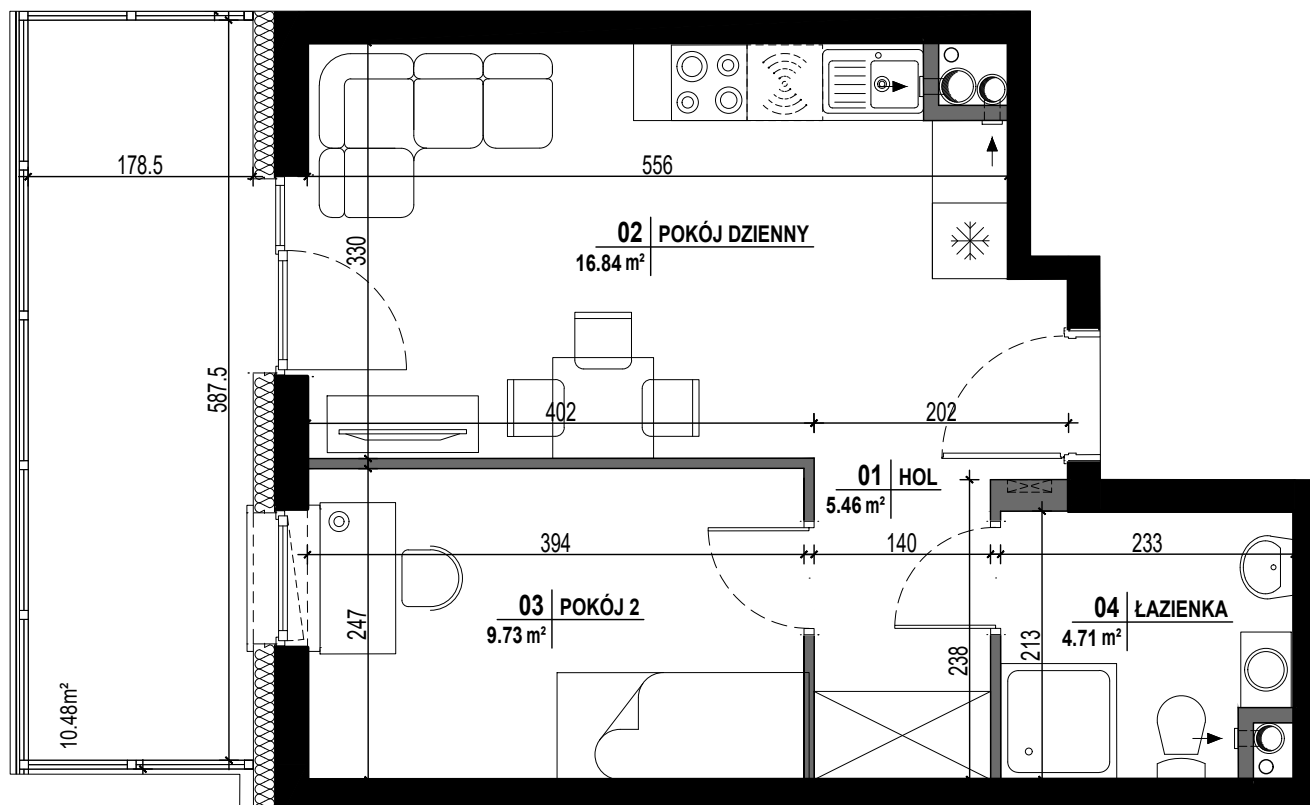 178.5
556
02 POKÓJ DZIENNY
16.84 m²
330
587.5
402
202
01 HOL
5.46 m²
394
140
233
03 POKÓJ 2
9.73 m²
04 ŁAZIENKA
4.71 m²
247
238
213
10.48m²